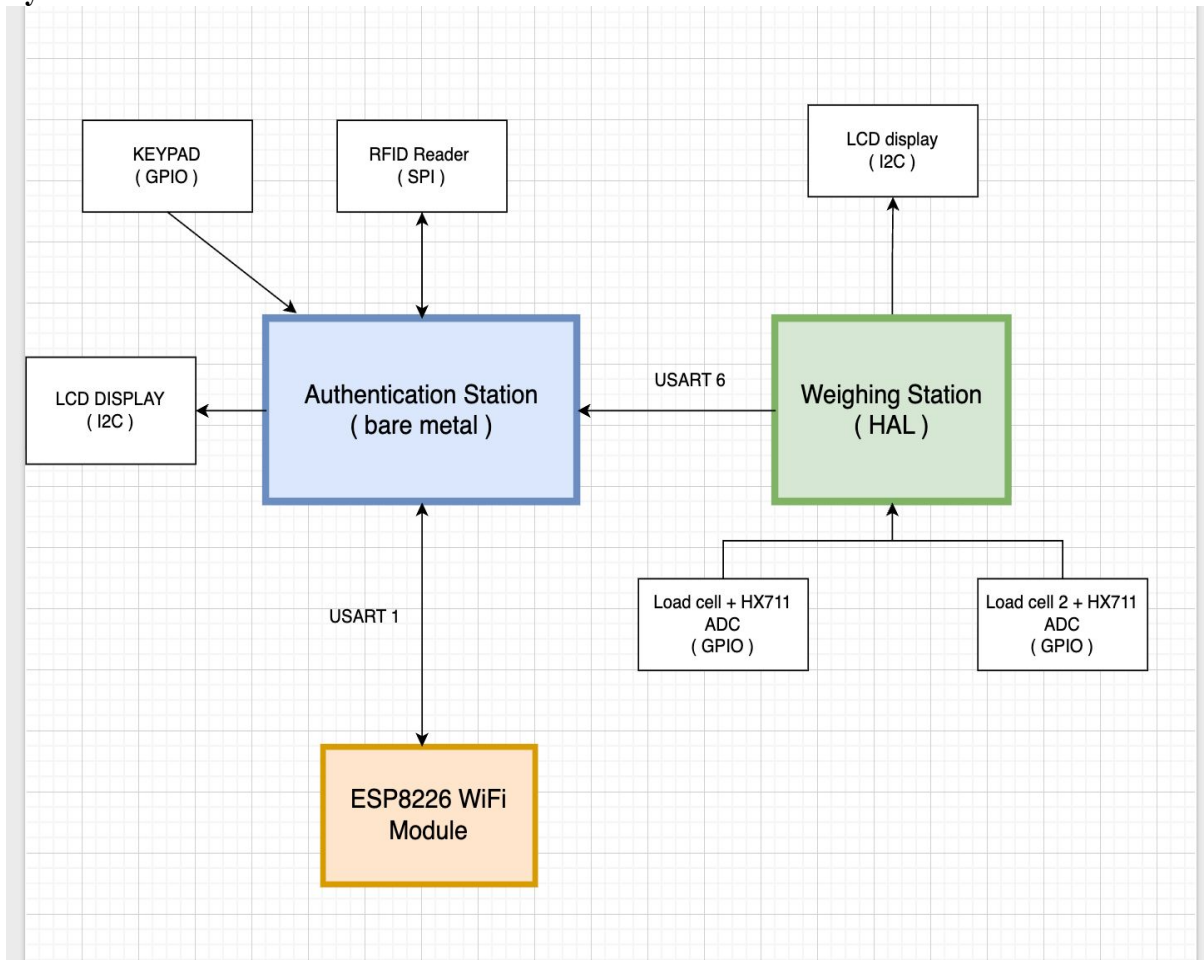 KEYPAD
( GPIO )
RFID Reader
( SPI )
LCD display
( I2C )
LCD DISPLAY
( I2C )
Authentication Station
( bare metal )
USART 6
Weighing Station
( HAL )
USART 1
Load cell + HX711
ADC
( GPIO )
Load cell 2 + HX711
ADC
( GPIO )
ESP8226 WiFi
Module